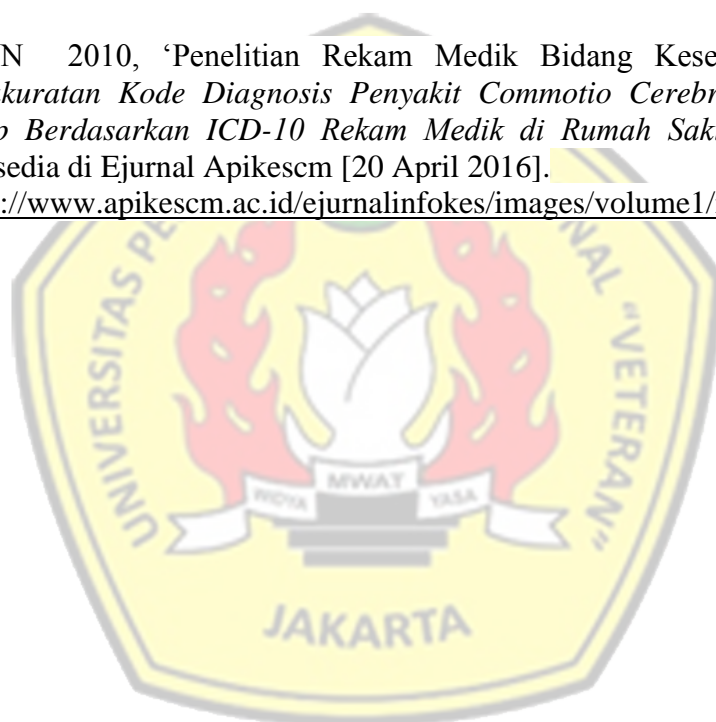 N 2010, ‘Penelitian Rekam Medik Bidang Kese
kuratan Kode Diagnosis Penyakit Commotio Cerebr
Berdasarkan ICD-10 Rekam Medik di Rumah Sak
sedia di Ejurnal Apikescm [20 April 2016].
://www.apikescm.ac.id/ejurnalinfokes/images/volume1/
UNIVERSITAS PE NAL “VETERAN”
WIDYA MWAT YASA
JAKARTA